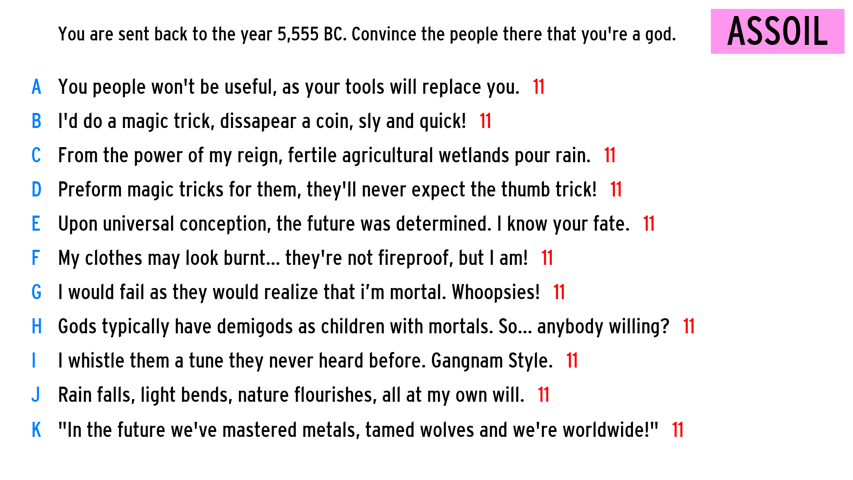 You are sent back to the year 5,555 BC. Convince the people there that you're a god.
ASSOIL
A You people won't be useful, as your tools will replace you. 11
B I'd do a magic trick, dissapear a coin, sly and quick! 11
C From the power of my reign, fertile agricultural wetlands pour rain. 11
D Preform magic tricks for them, they'll never expect the thumb trick! 11
E Upon universal conception, the future was determined. I know your fate. 11
F My clothes may look burnt... they're not fireproof, but I am! 11
G I would fail as they would realize that i’m mortal. Whoopsies! 11
H Gods typically have demigods as children with mortals. So... anybody willing? 11
I I whistle them a tune they never heard before. Gangnam Style. 11
J Rain falls, light bends, nature flourishes, all at my own will. 11
K "In the future we've mastered metals, tamed wolves and we're worldwide!" 11